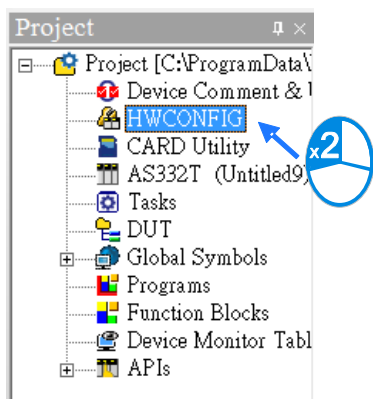 Project
Project [C:\ProgramData\
Device Comment & U
HWCONFIG
x2
CARD Utility
AS332T (Untitled9)
Tasks
DUT
Global Symbols
Programs
Function Blocks
Device Monitor Tabl
APIs